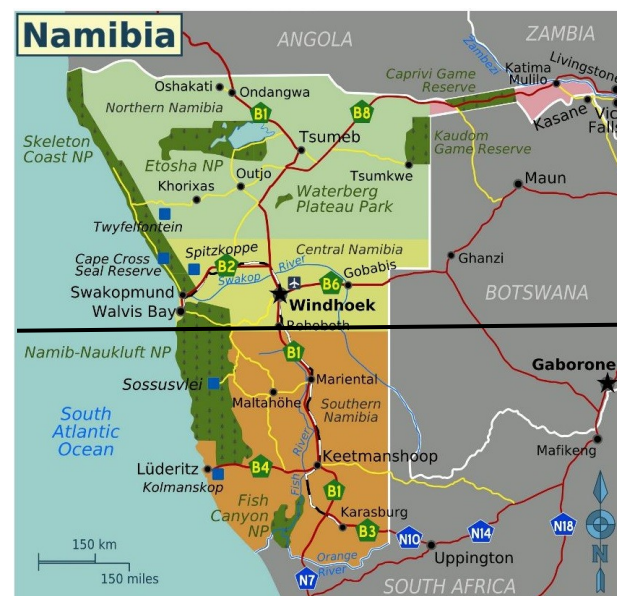 Namibia
ANGOLA
ZAMBIA
Zambezi
Livingstone
Katima
Mulilo
Caprivi Game
Reserve
Kasane
Vic
Falls
Oshakati
Ondangwa
Northern Namibia
B1
B8
Skeleton
Coast NP
Tsumeb
Kaudom
Game Reserve
Etosha NP
Outjo
Tsumkwe
Khorixas
Waterberg
Plateau Park
Maun
Twyfelfontein
Spitzkoppe
Central Namibia
Cape Cross
Seal Reserve
B2
Swakop
River
B6
Gobabis
Ghanzi
Swakopmund
Windhoek
BOTSWANA
Walvis Bay
Rehoboth
Namib-Naukluft NP
B1
Gaborone
Sossusvlei
Mariental
Maltahöhe
Southern
Namibia
South
Atlantic
Ocean
Mafikeng
Lüderitz
B4
River
Keetmanshoop
Kolmanskop
Fish
B1
Fish
Canyon
NP
Karasburg
B3
N10
N14
N18
150 km
150 miles
Orange
River
Uppington
N
N7
SOUTH AFRICA